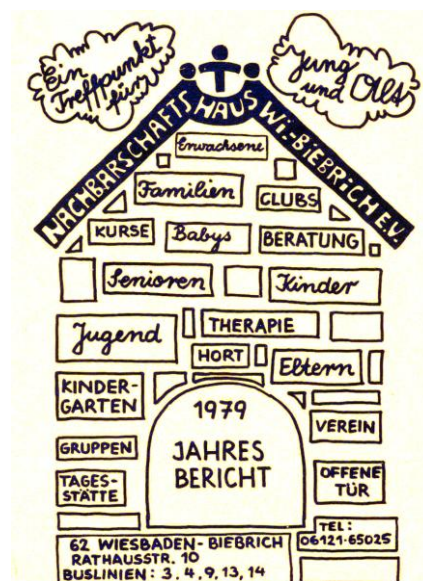 Ein
Treffpunkt
für
Jung
und Alt
NACHBARSCHAFTSHAUS WI.-BIEBRICH E.V.
Erwachsene
Familien
CLUBS
KURSE
Babys
BERATUNG
Senioren
Kinder
Jugend
THERAPIE
HORT
Eltern
KINDER-
GARTEN
1979
VEREIN
GRUPPEN
JAHRES
BERICHT
TAGES-
STÄTTE
OFFENE
TÜR
TEL:
06121-65025
62 WIESBADEN-BIEBRICH
RATHAUSSTR. 10
BUSLINIEN: 3, 4, 9, 13, 14